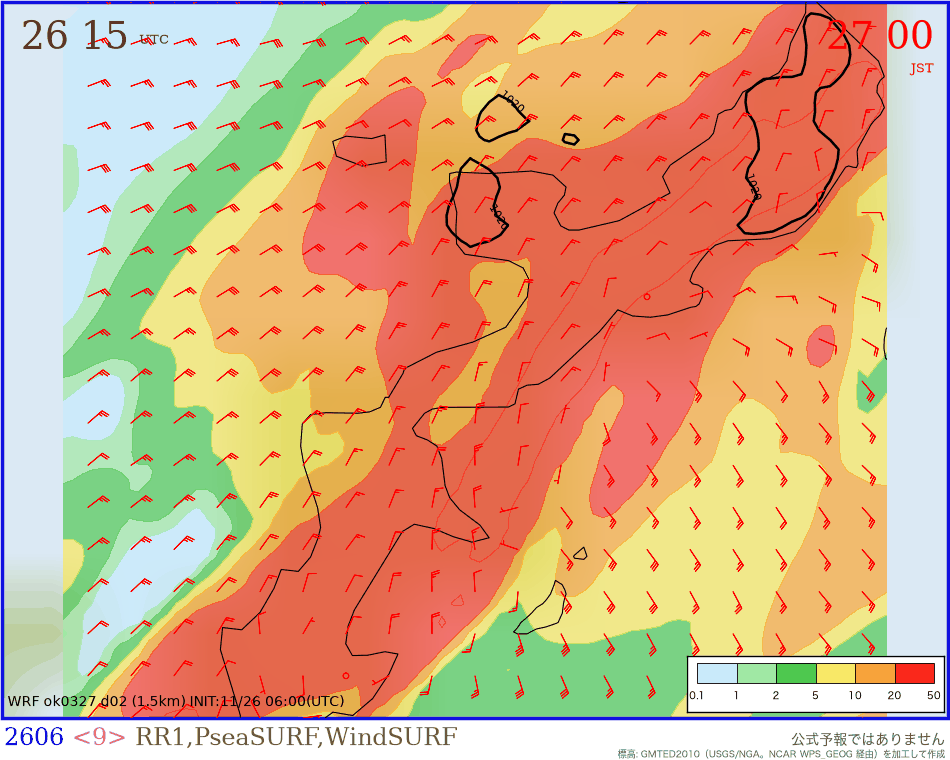 26 15 UTC
27 00
JST
1020
1020
1020
WRF ok0327 d02 (1.5km) INIT:11/26 06:00(UTC)
0.1 1 2 5 10 20 50
2606 <9> RR1,PseaSURF,WindSURF
公式予報ではありません
標高: GMTED2010（USGS/NGA。NCAR WPS_GEOG 経由）を加工して作成